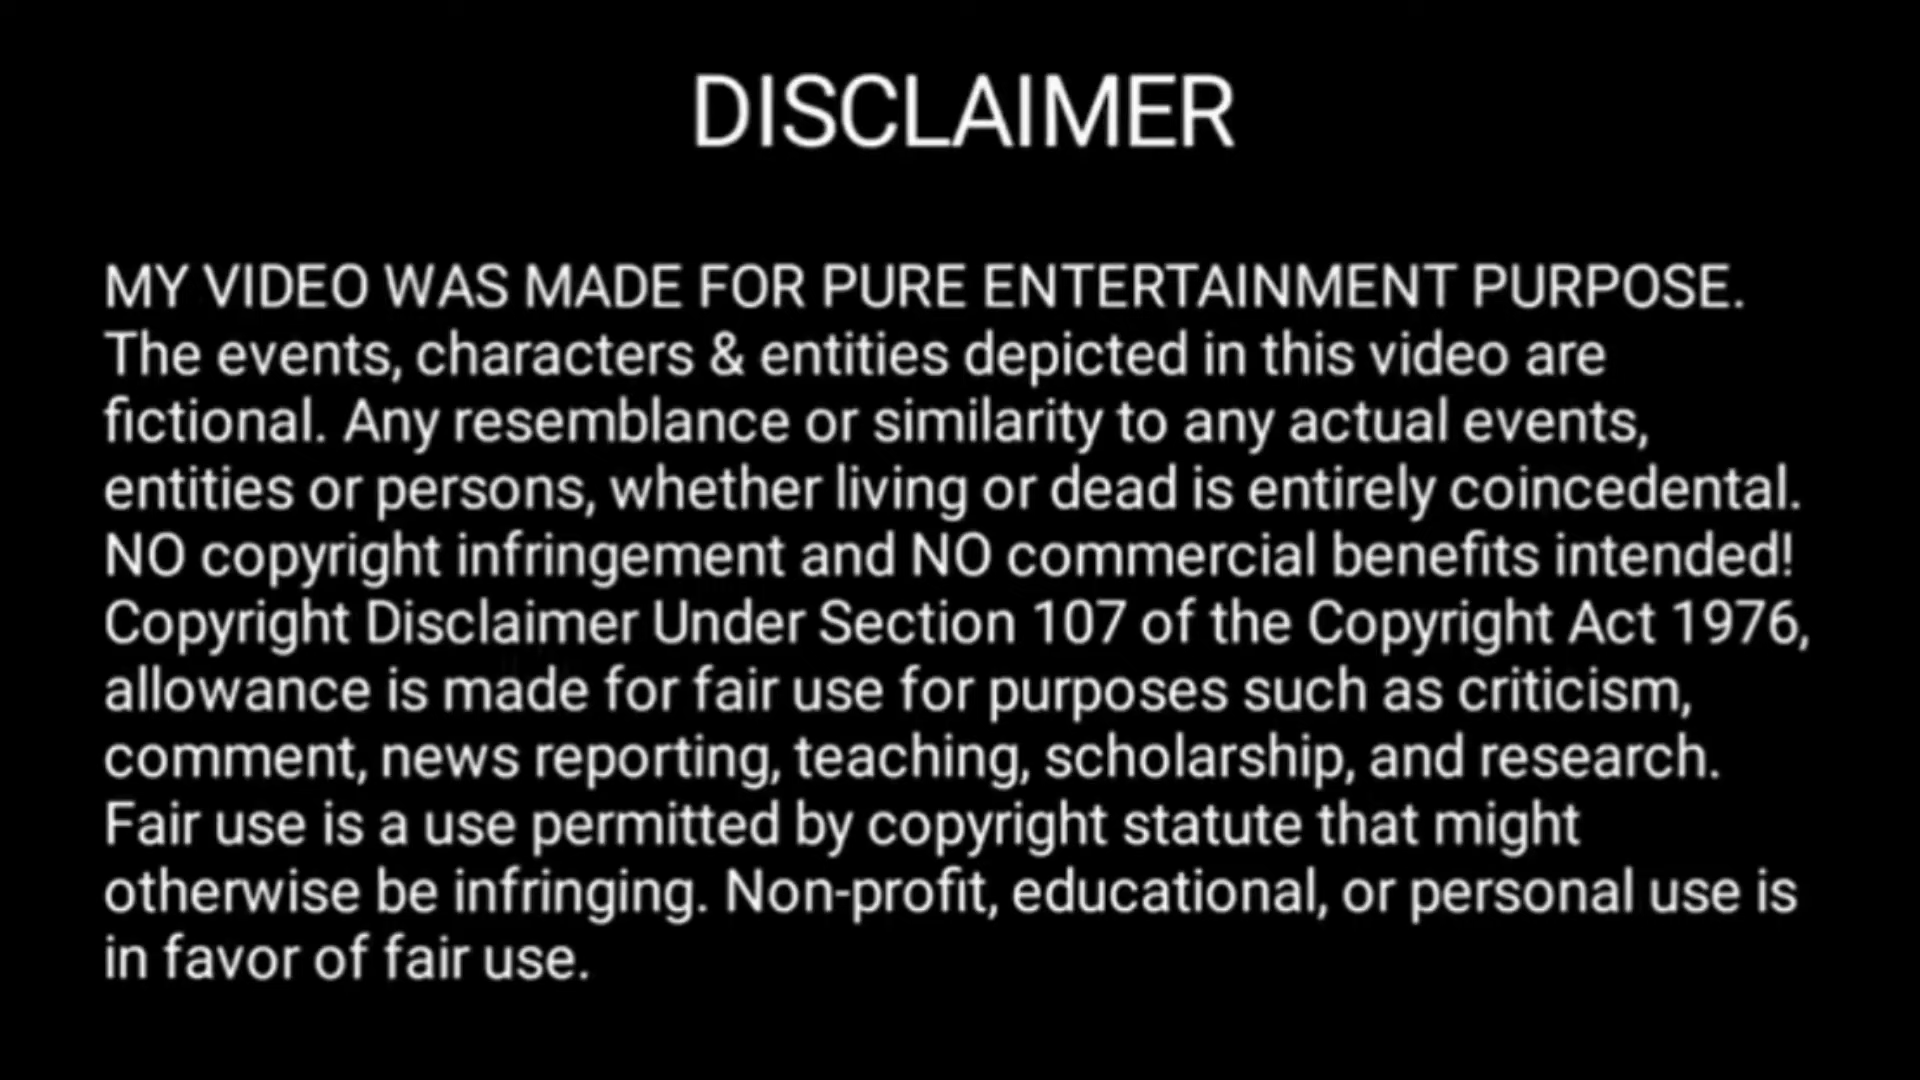 DISCLAIMER
MY VIDEO WAS MADE FOR PURE ENTERTAINMENT PURPOSE.
The events, characters & entities depicted in this video are
fictional. Any resemblance or similarity to any actual events,
entities or persons, whether living or dead is entirely coincedental.
NO copyright infringement and NO commercial benefits intended!
Copyright Disclaimer Under Section 107 of the Copyright Act 1976,
allowance is made for fair use for purposes such as criticism,
comment, news reporting, teaching, scholarship, and research.
Fair use is a use permitted by copyright statute that might
otherwise be infringing. Non-profit, educational, or personal use is
in favor of fair use.